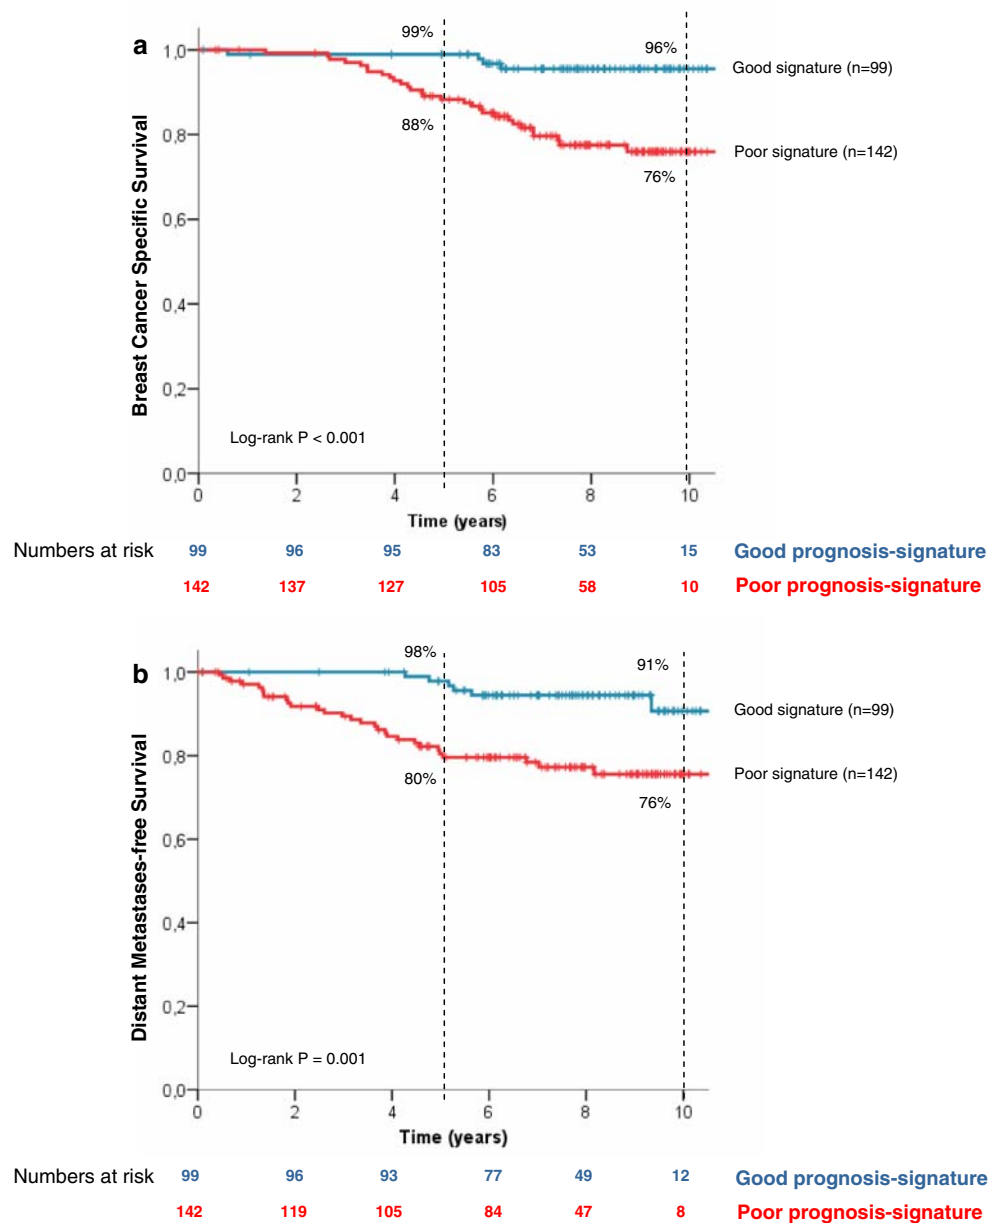 a
Breast Cancer Specific Survival
1,0
0,8
0,6
0,4
0,2
0,0
99%
96%
88%
76%
Good signature (n=99)
Poor signature (n=142)
Log-rank P < 0.001
0 2 4 6 8 10
Time (years)
Numbers at risk 99 96 95 83 53 15 Good prognosis-signature
142 137 127 105 58 10 Poor prognosis-signature
b
Distant Metastases-free Survival
1,0
0,8
0,6
0,4
0,2
0,0
98%
91%
80%
76%
Good signature (n=99)
Poor signature (n=142)
Log-rank P = 0.001
0 2 4 6 8 10
Time (years)
Numbers at risk 99 96 93 77 49 12 Good prognosis-signature
142 119 105 84 47 8 Poor prognosis-signature